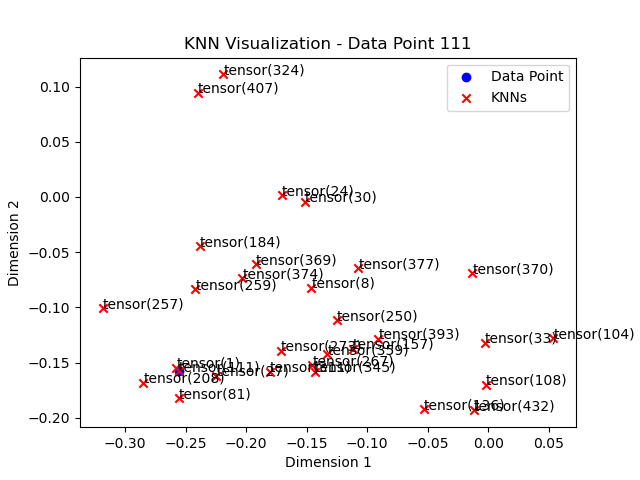 KNN Visualization - Data Point 111
Data Point
KNNs
tensor(324)
tensor(407)
tensor(24)
tensor(30)
tensor(184)
tensor(369)
tensor(377)
tensor(370)
tensor(374)
tensor(259)
tensor(8)
tensor(257)
tensor(250)
tensor(393)
tensor(104)
tensor(157)
tensor(1)
tensor(267)
tensor(111)
tensor(345)
tensor(208)
tensor(108)
tensor(81)
tensor(136)
tensor(432)
0.10
0.05
0.00
−0.05
−0.10
−0.15
−0.20
Dimension 2
−0.30
−0.25
−0.20
−0.15
−0.10
−0.05
0.00
0.05
Dimension 1